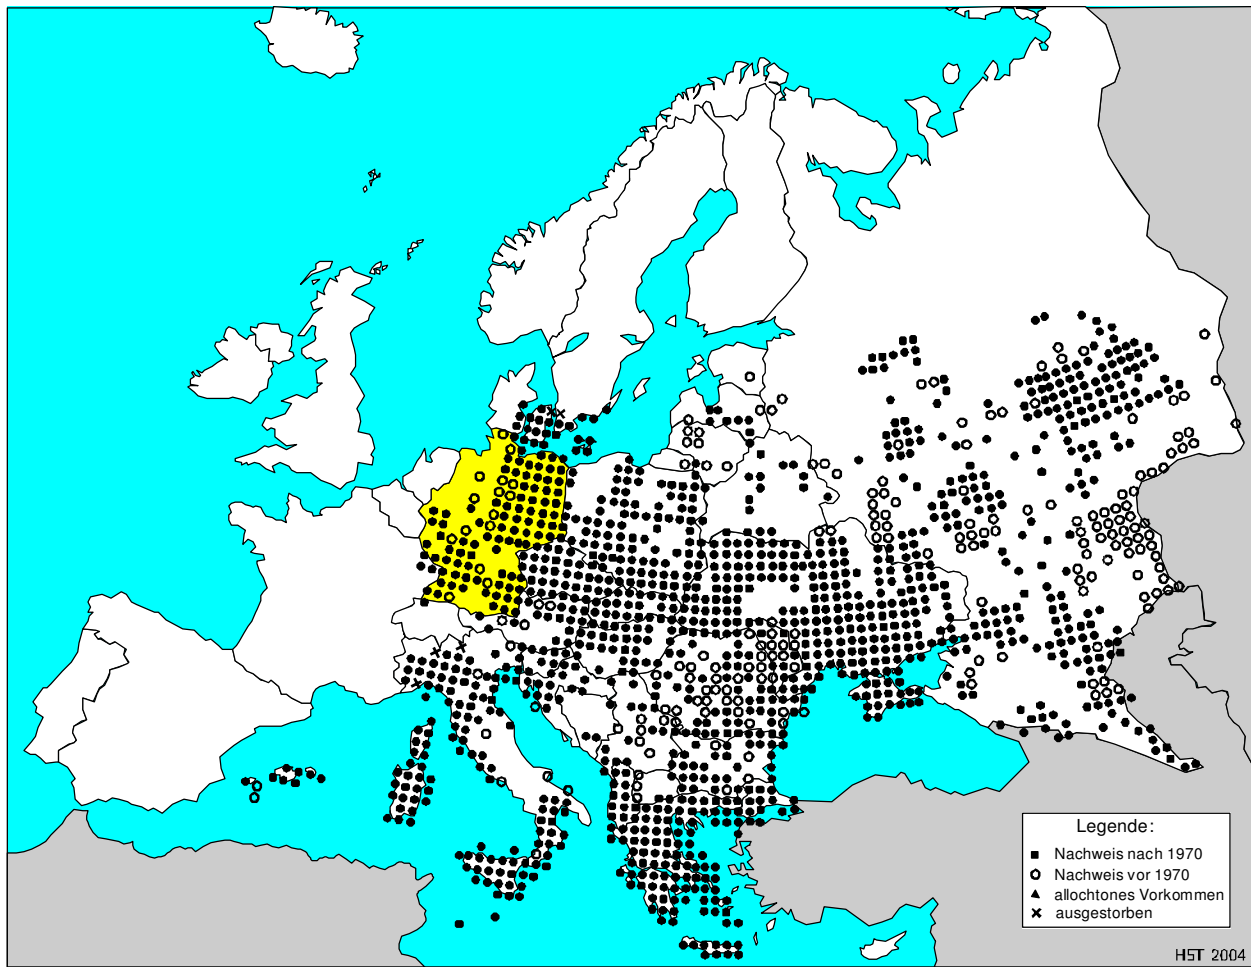 Legende:
Nachweis nach 1970
Nachweis vor 1970
allochtones Vorkommen
ausgestorben
HST 2004